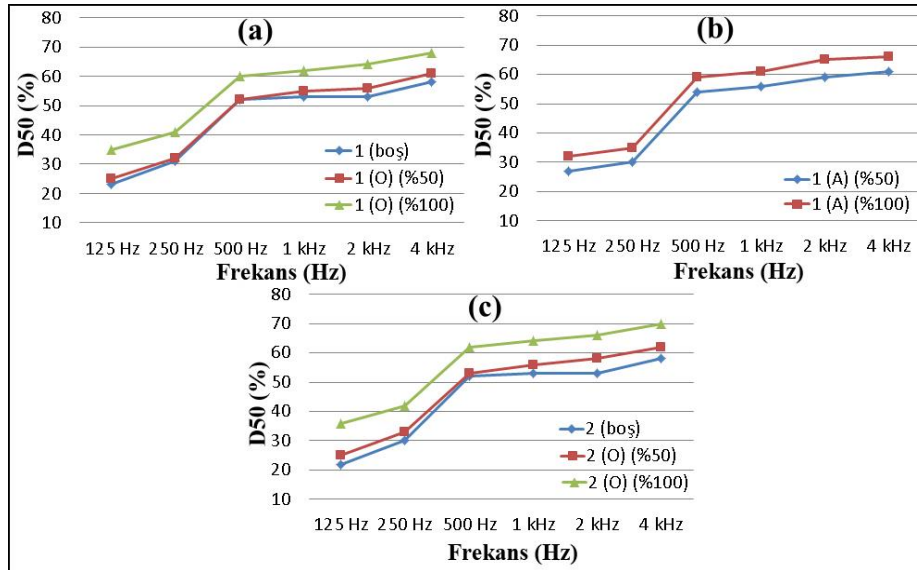 (a)
D50 (%)
80
70
60
50
40
30
20
10
1 (boş)
1 (O) (%50)
1 (O) (%100)
125 Hz 250 Hz 500 Hz 1 kHz 2 kHz 4 kHz
Frekans (Hz)
(b)
D50 (%)
80
70
60
50
40
30
20
10
1 (A) (%50)
1 (A) (%100)
125 Hz 250 Hz 500 Hz 1 kHz 2 kHz 4 kHz
Frekans (Hz)
(c)
D50 (%)
80
70
60
50
40
30
20
10
2 (boş)
2 (O) (%50)
2 (O) (%100)
125 Hz 250 Hz 500 Hz 1 kHz 2 kHz 4 kHz
Frekans (Hz)